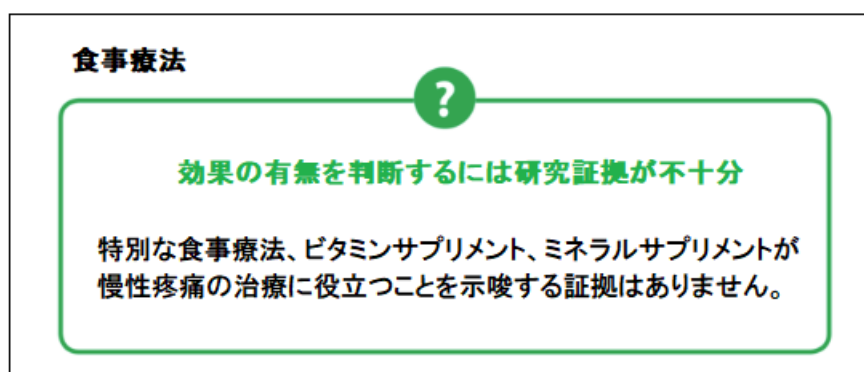 食事療法
?
効果の有無を判断するには研究証拠が不十分
特別な食事療法、ビタミンサプリメント、ミネラルサプリメントが
慢性疼痛の治療に役立つことを示唆する証拠はありません。